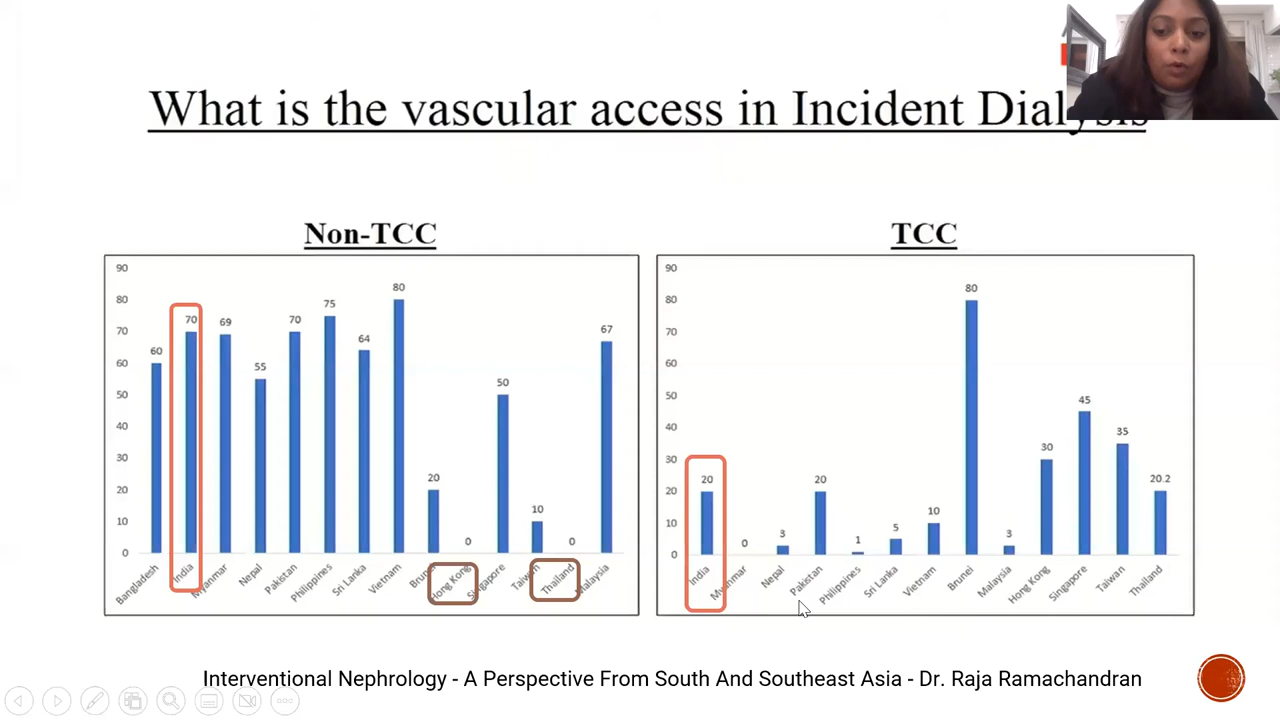 What is the vascular access in Incident Dialysis
Non-TCC
90
80
70
60
50
40
30
20
10
0
60
70
69
55
70
75
64
80
20
0
50
10
0
67
Bangladesh
India
Myanmar
Nepal
Pakistan
Philippines
Sri Lanka
Vietnam
Brunei
Hong Kong
Singapore
Taiwan
Thailand
Malaysia
TCC
90
80
70
60
50
40
30
20
10
0
20
0
3
20
1
5
10
80
3
30
45
35
20.2
India
Myanmar
Nepal
Pakistan
Philippines
Sri Lanka
Vietnam
Brunei
Malaysia
Hong Kong
Singapore
Taiwan
Thailand
Interventional Nephrology - A Perspective From South And Southeast Asia - Dr. Raja Ramachandran